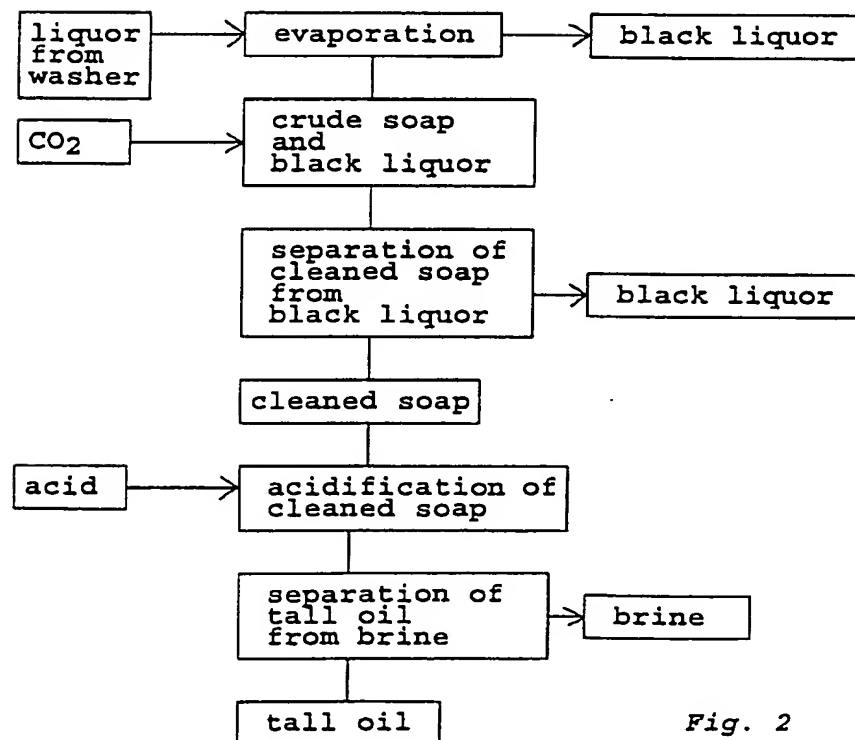 liquor
from
washer
evaporation
black liquor
CO2
crude soap
and
black liquor
separation of
cleaned soap
from
black liquor
black liquor
cleaned soap
acid
acidification of
cleaned soap
separation of
tall oil
from brine
brine
tall oil
Fig. 2